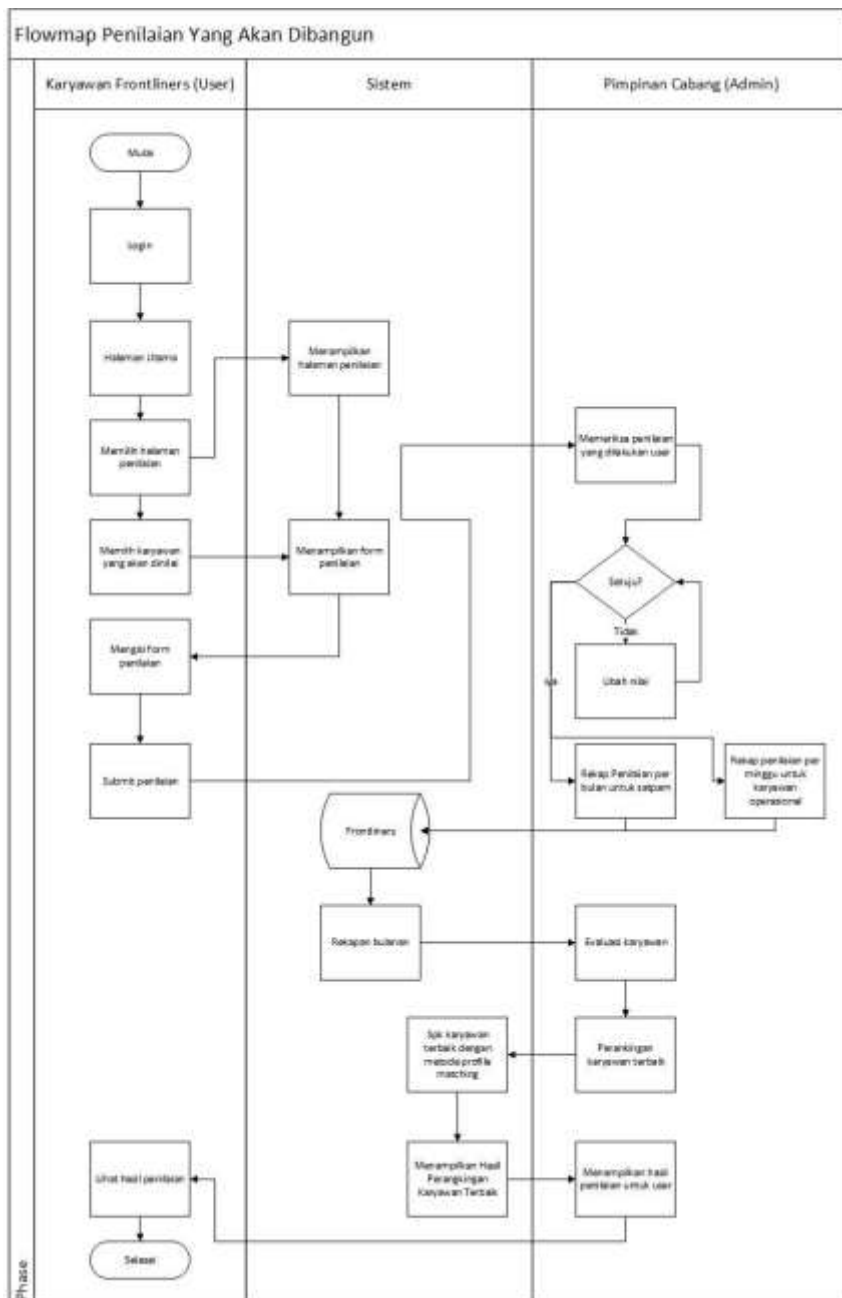 Flowmap Penilaian Yang Akan Dibangun
Karyawan Frontliners (User)
Sistem
Pimpinan Cabang (Admin)
Mulai
Login
Halaman Utama
Menampilkan
halaman penilaian
Memilih halaman
penilaian
Memeriksa penilaian
yang dilakukan user
Memilih karyawan
yang akan dinilai
Menampilkan form
penilaian
Setuju?
Tidak
Mengisi form
penilaian
Ya
Ubah nilai
Submit penilaian
Rekap Penilaian per
bulan untuk satpam
Rekap penilaian per
minggu untuk
karyawan
operasional
Frontliners
Rekapan bulanan
Evaluasi karyawan
Spk karyawan
terbaik dengan
metode profile
matching
Perankingan
karyawan terbaik
Lihat hasil penilaian
Menampilkan Hasil
Perangkingan
Karyawan Terbaik
Menampilkan hasil
penilaian untuk user
Selesai
Phase